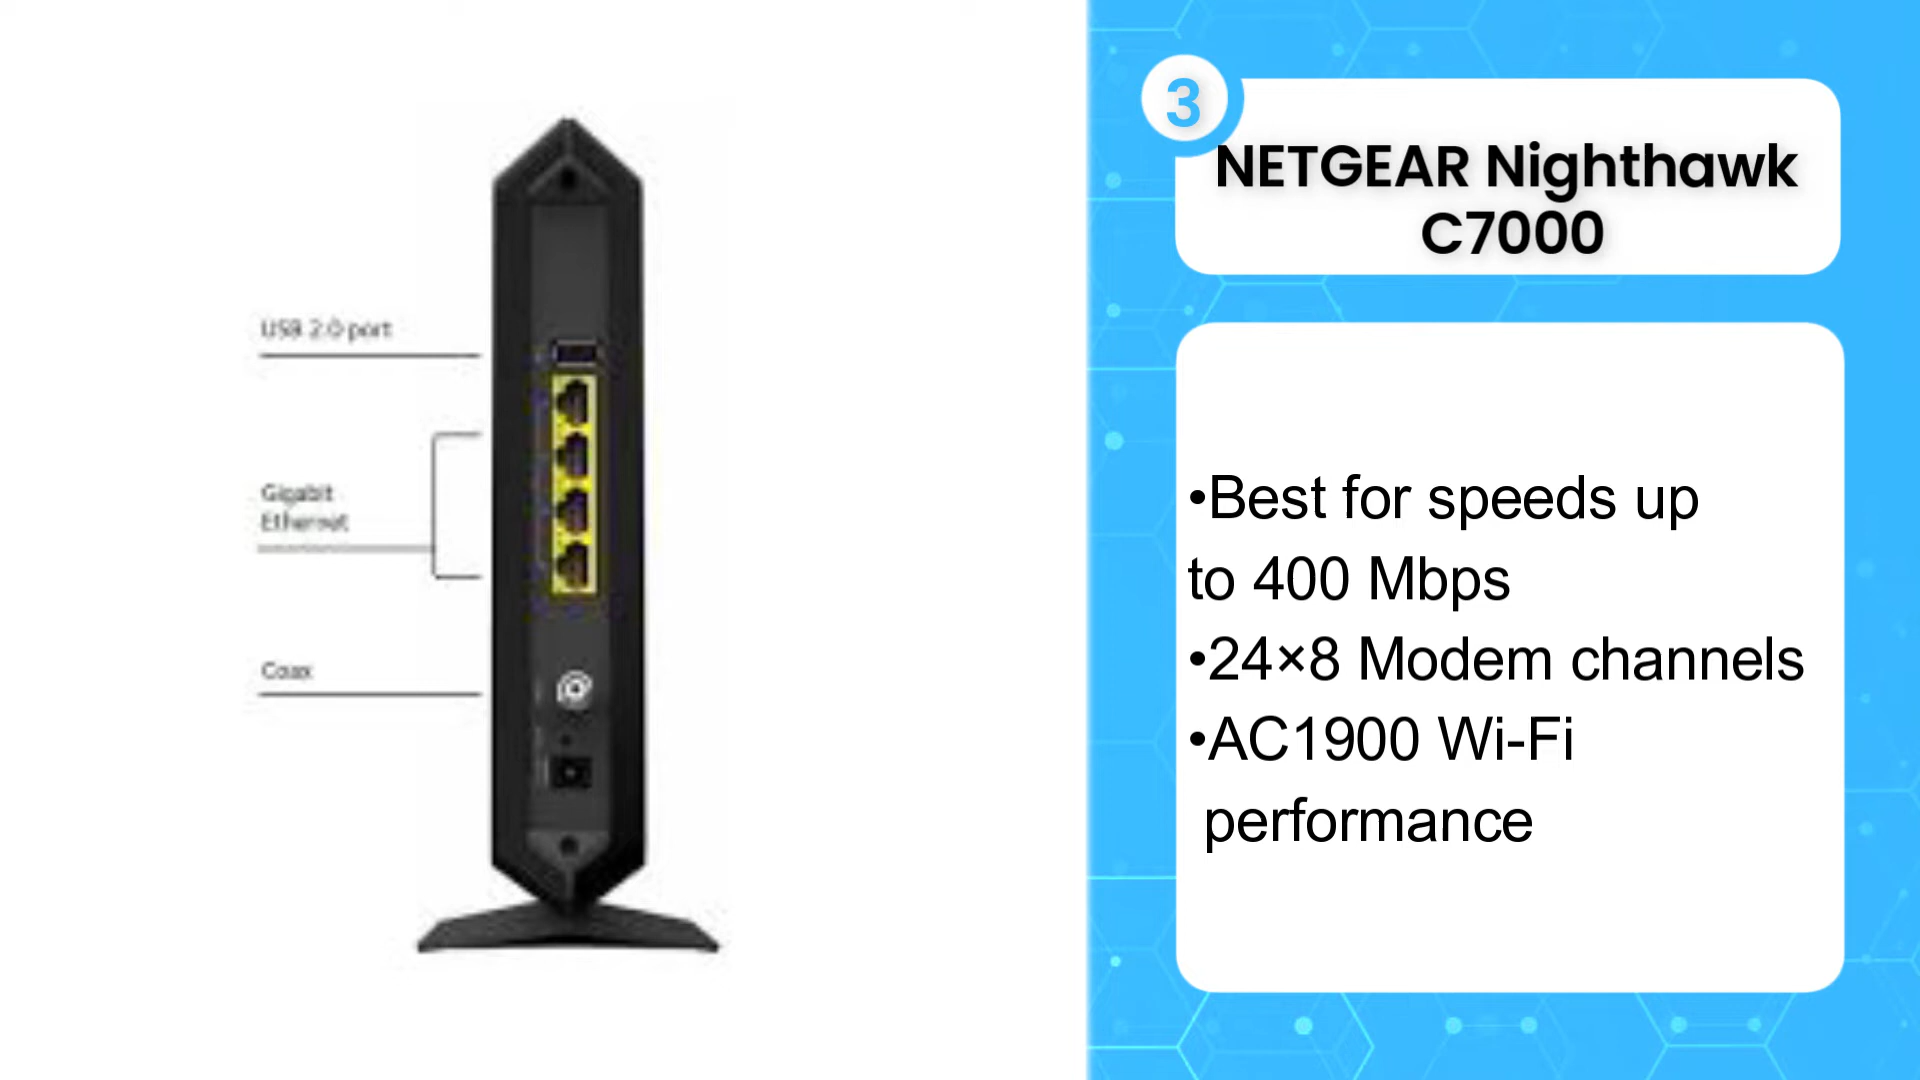 USB 2.0 port
Gigabit
Ethernet
Coax
3
NETGEAR Nighthawk
C7000
•Best for speeds up
to 400 Mbps
•24×8 Modem channels
•AC1900 Wi-Fi
performance